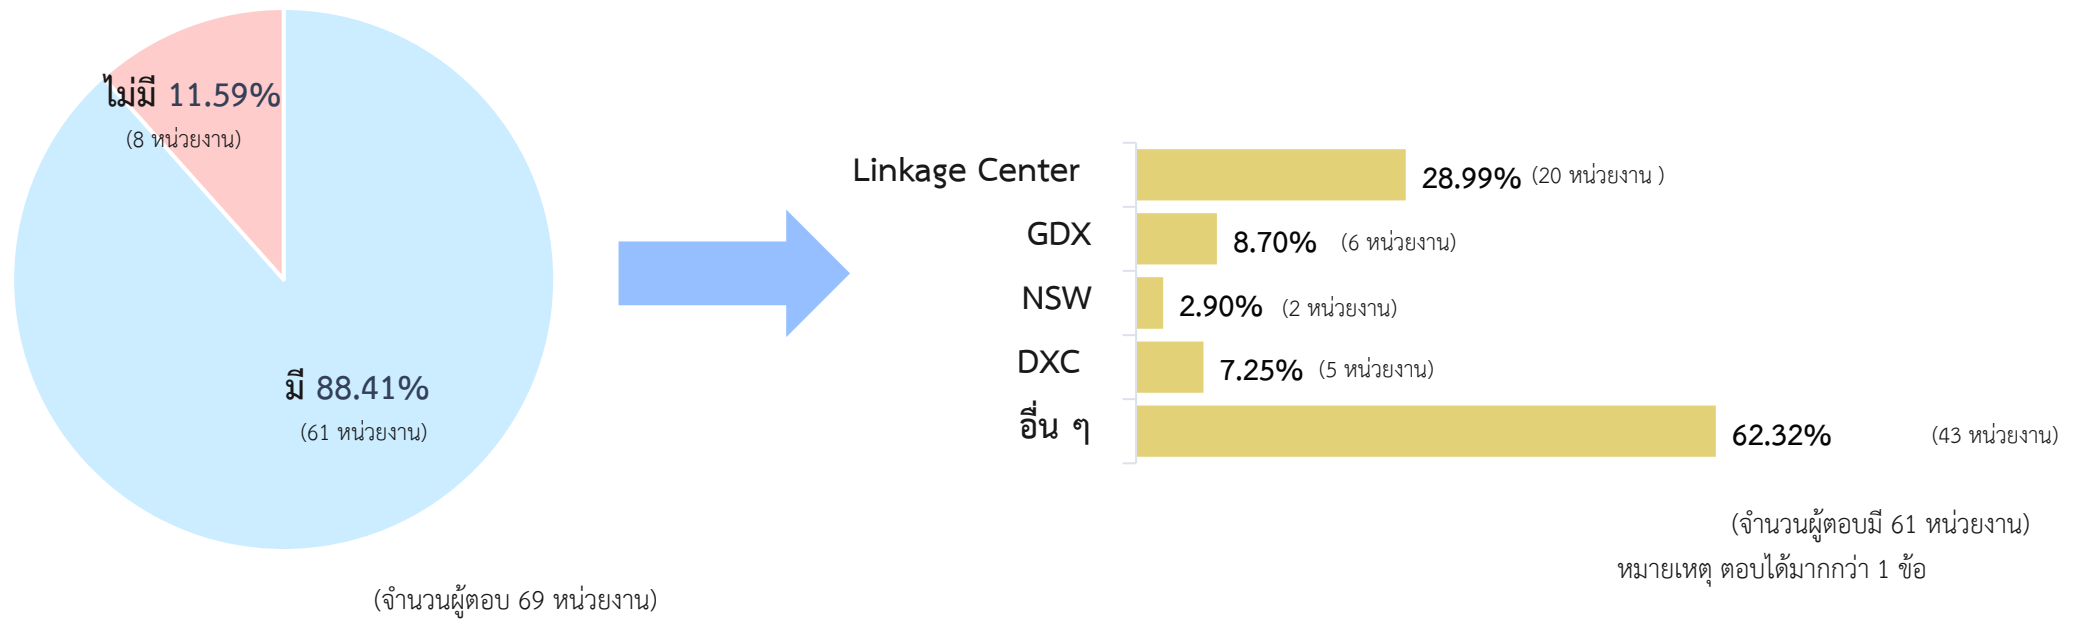 ไม่มี 11.59%
(8 หน่วยงาน)
มี 88.41%
(61 หน่วยงาน)
(จำนวนผู้ตอบ 69 หน่วยงาน)
Linkage Center 28.99% (20 หน่วยงาน )
GDX 8.70% (6 หน่วยงาน)
NSW 2.90% (2 หน่วยงาน)
DXC 7.25% (5 หน่วยงาน)
อื่น ๆ 62.32% (43 หน่วยงาน)
(จำนวนผู้ตอบมี 61 หน่วยงาน)
หมายเหตุ ตอบได้มากกว่า 1 ข้อ